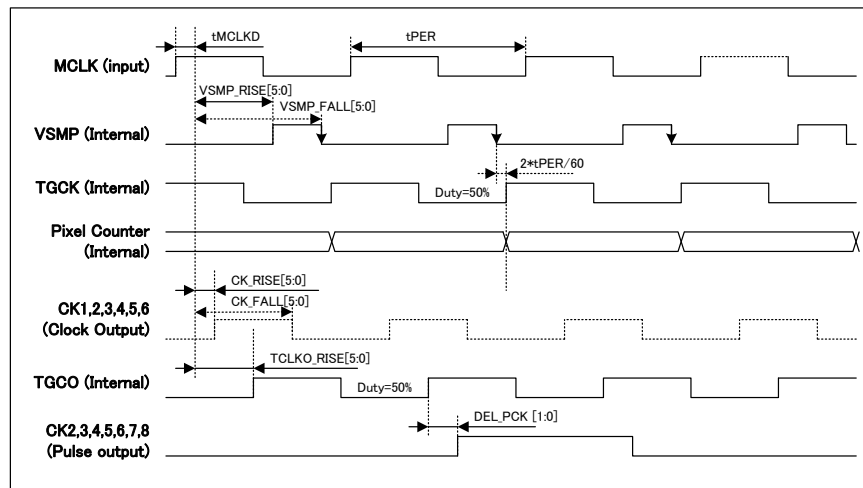 tMCLKD
tPER
MCLK (input)
VSMP_RISE[5:0]
VSMP_FALL[5:0]
VSMP (Internal)
2*tPER/60
TGCK (Internal)
Duty=50%
Pixel Counter
(Internal)
CK_RISE[5:0]
CK_FALL[5:0]
CK1,2,3,4,5,6
(Clock Output)
TCLKO_RISE[5:0]
TGCO (Internal)
Duty=50%
DEL_PCK [1:0]
CK2,3,4,5,6,7,8
(Pulse output)